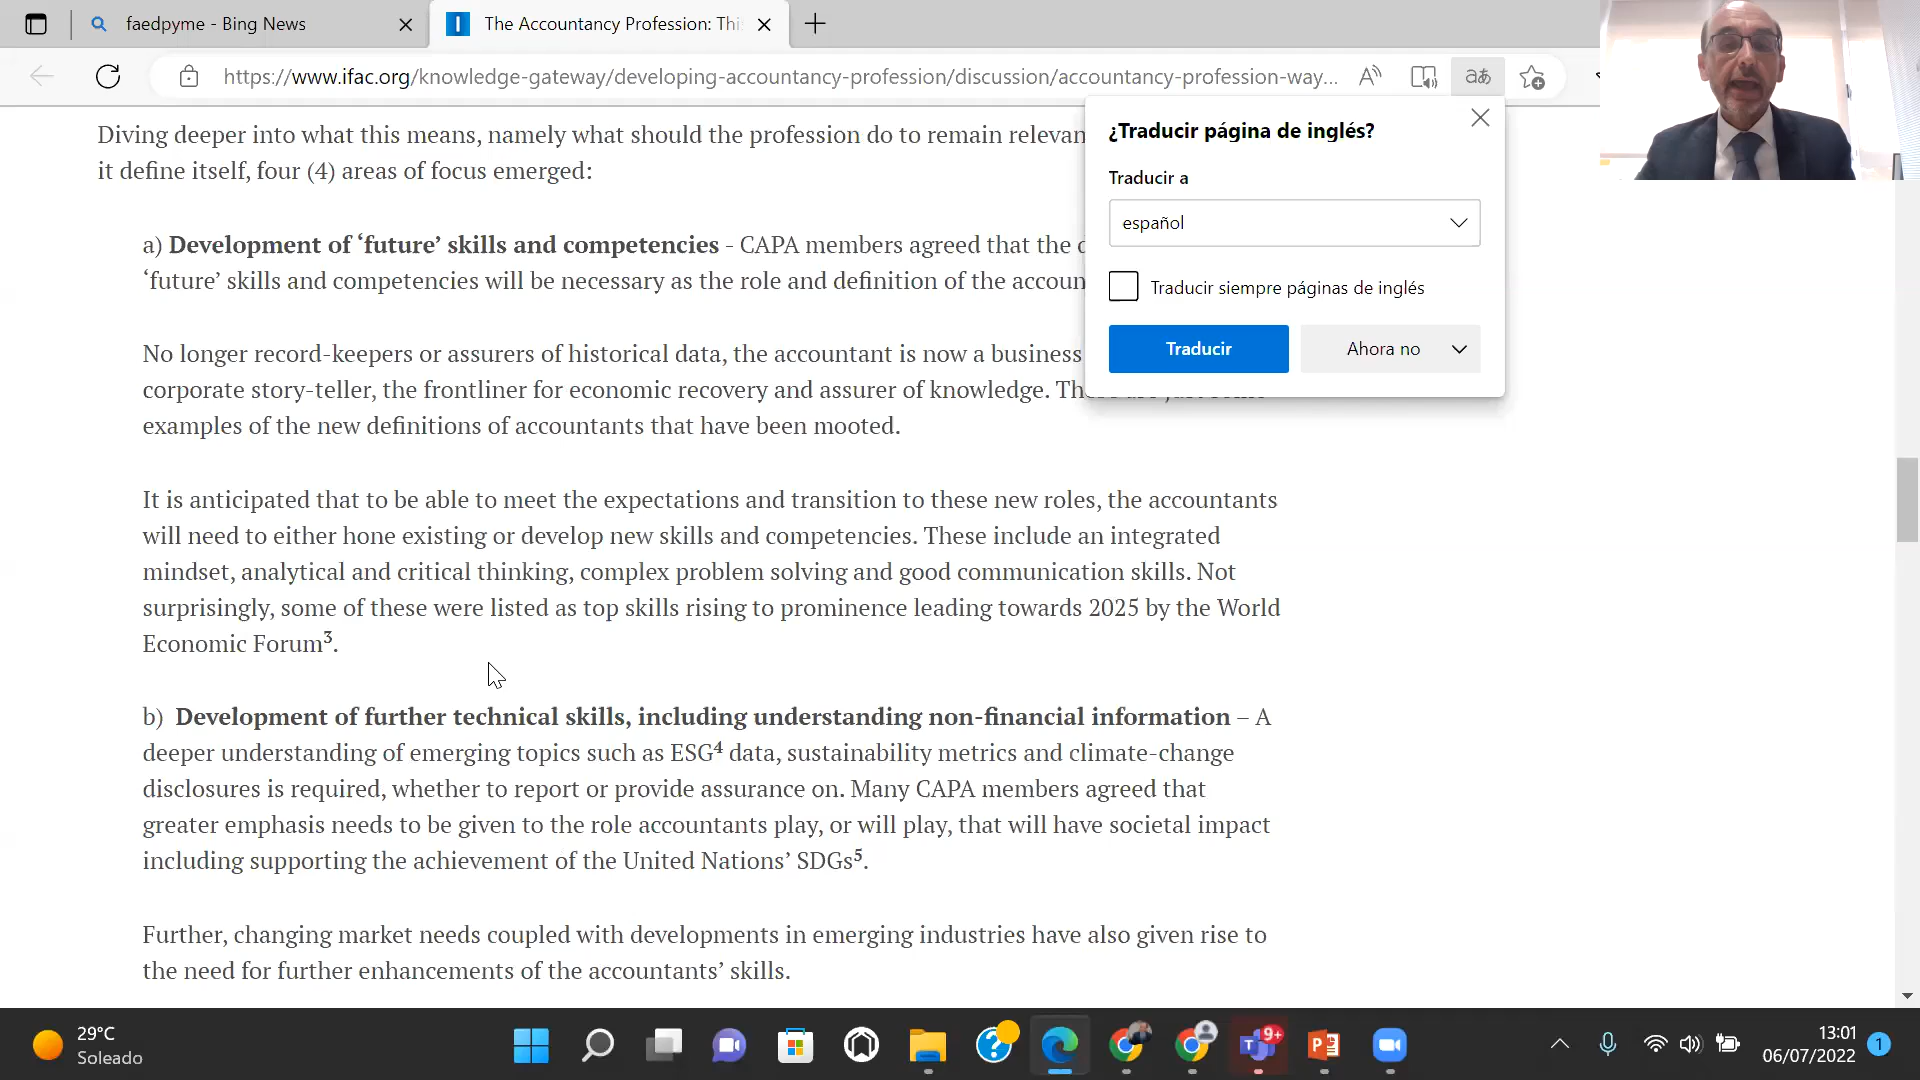 faedpyme - Bing News
The Accountancy Profession: Thi
https://www.ifac.org/knowledge-gateway/developing-accountancy-profession/discussion/accountancy-profession-way...
Diving deeper into what this means, namely what should the profession do to remain relevan
it define itself, four (4) areas of focus emerged:
¿Traducir página de inglés?
Traducir a
español
Traducir siempre páginas de inglés
Traducir
Ahora no
a) Development of ‘future’ skills and competencies - CAPA members agreed that the
‘future’ skills and competencies will be necessary as the role and definition of the accoun
No longer record-keepers or assurers of historical data, the accountant is now a business
corporate story-teller, the frontliner for economic recovery and assurer of knowledge.
examples of the new definitions of accountants that have been mooted.
It is anticipated that to be able to meet the expectations and transition to these new roles, the accountants
will need to either hone existing or develop new skills and competencies. These include an integrated
mindset, analytical and critical thinking, complex problem solving and good communication skills. Not
surprisingly, some of these were listed as top skills rising to prominence leading towards 2025 by the World
Economic Forum³.
b) Development of further technical skills, including understanding non-financial information – A
deeper understanding of emerging topics such as ESG⁴ data, sustainability metrics and climate-change
disclosures is required, whether to report or provide assurance on. Many CAPA members agreed that
greater emphasis needs to be given to the role accountants play, or will play, that will have societal impact
including supporting the achievement of the United Nations’ SDGs⁵.
Further, changing market needs coupled with developments in emerging industries have also given rise to
the need for further enhancements of the accountants’ skills.
29°C
Soleado
9+
13:01
06/07/2022
1